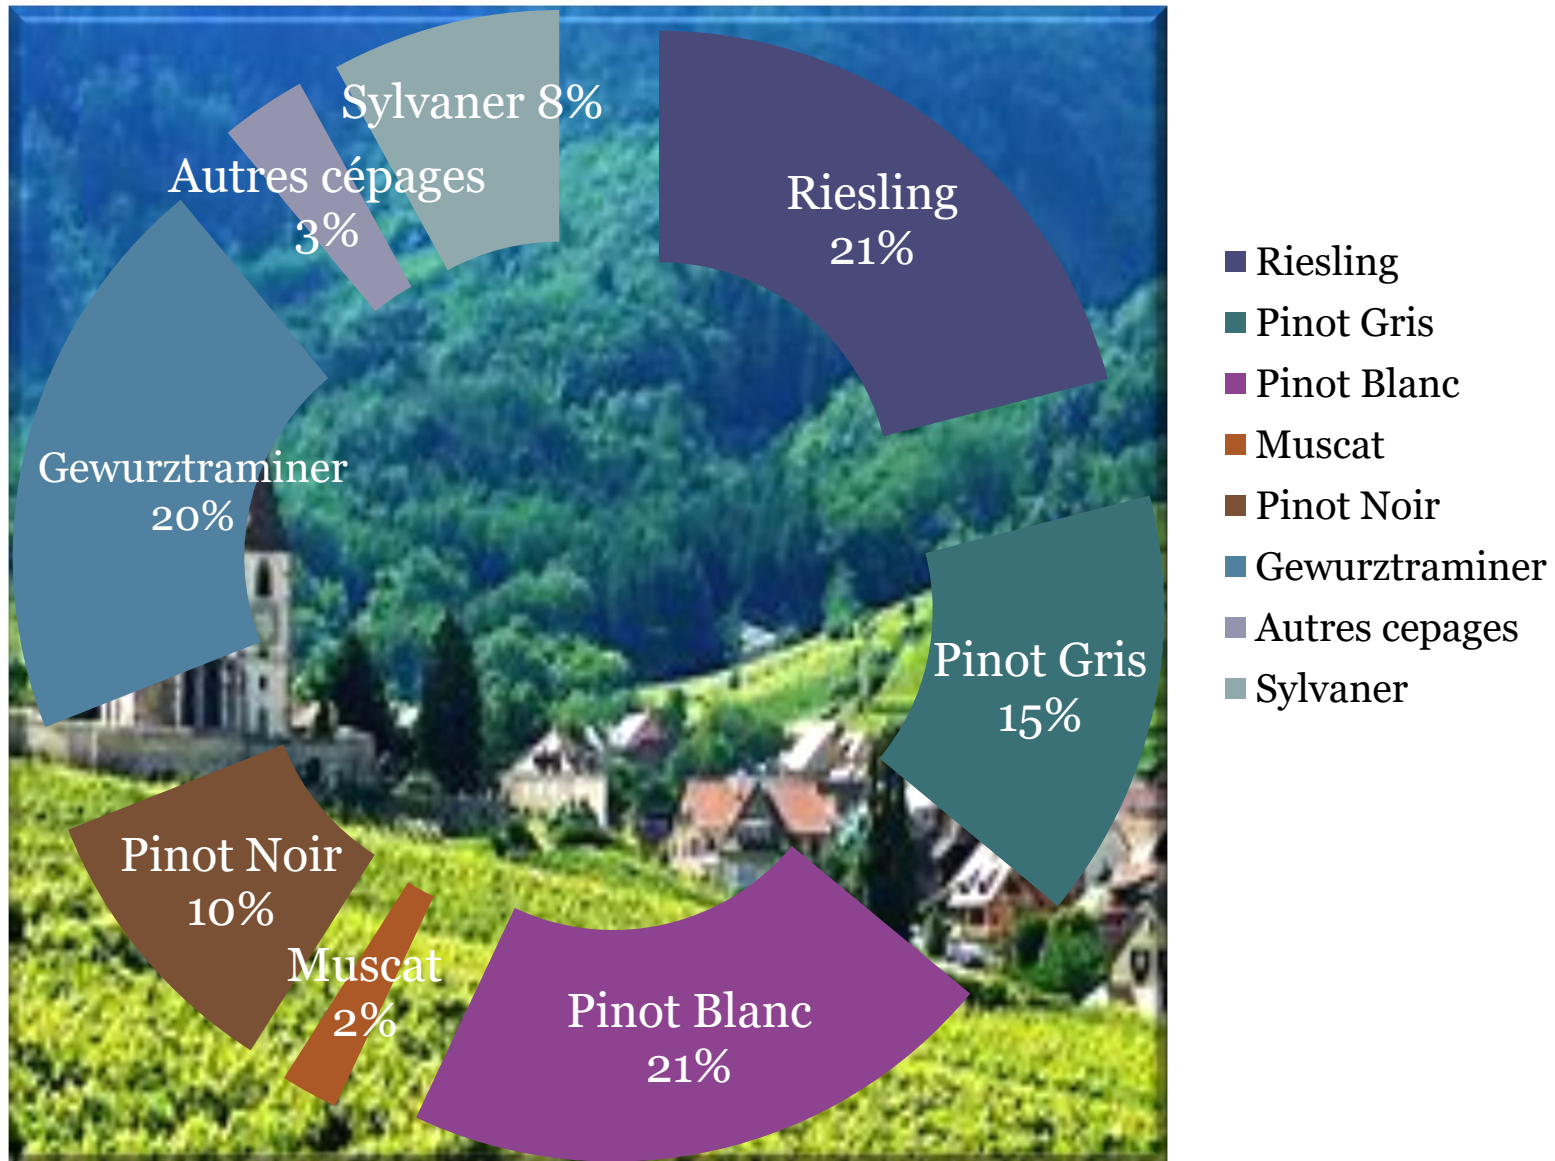 Sylvaner 8%
Autres cépages
3%
Riesling
21%
Gewurztraminer
20%
Pinot Gris
15%
Pinot Noir
10%
Muscat
2%
Pinot Blanc
21%
Riesling
Pinot Gris
Pinot Blanc
Muscat
Pinot Noir
Gewurztraminer
Autres cepages
Sylvaner